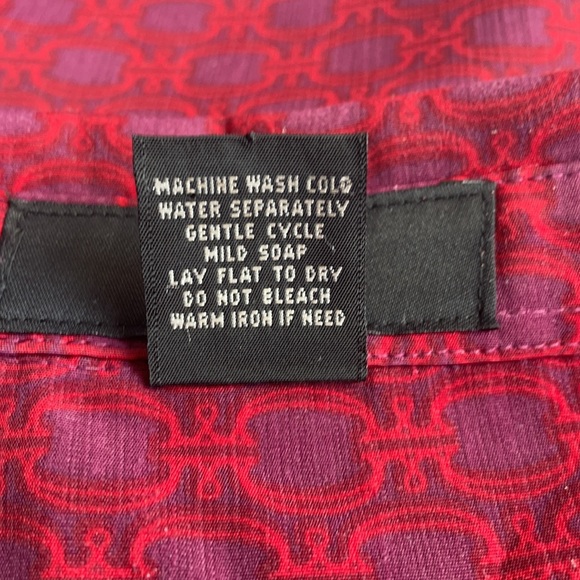 MACHINE WASH COLD
WATER SEPARATELY
GENTLE CYCLE
MILD SOAP
LAY FLAT TO DRY
DO NOT BLEACH
WARM IRON IF NEED